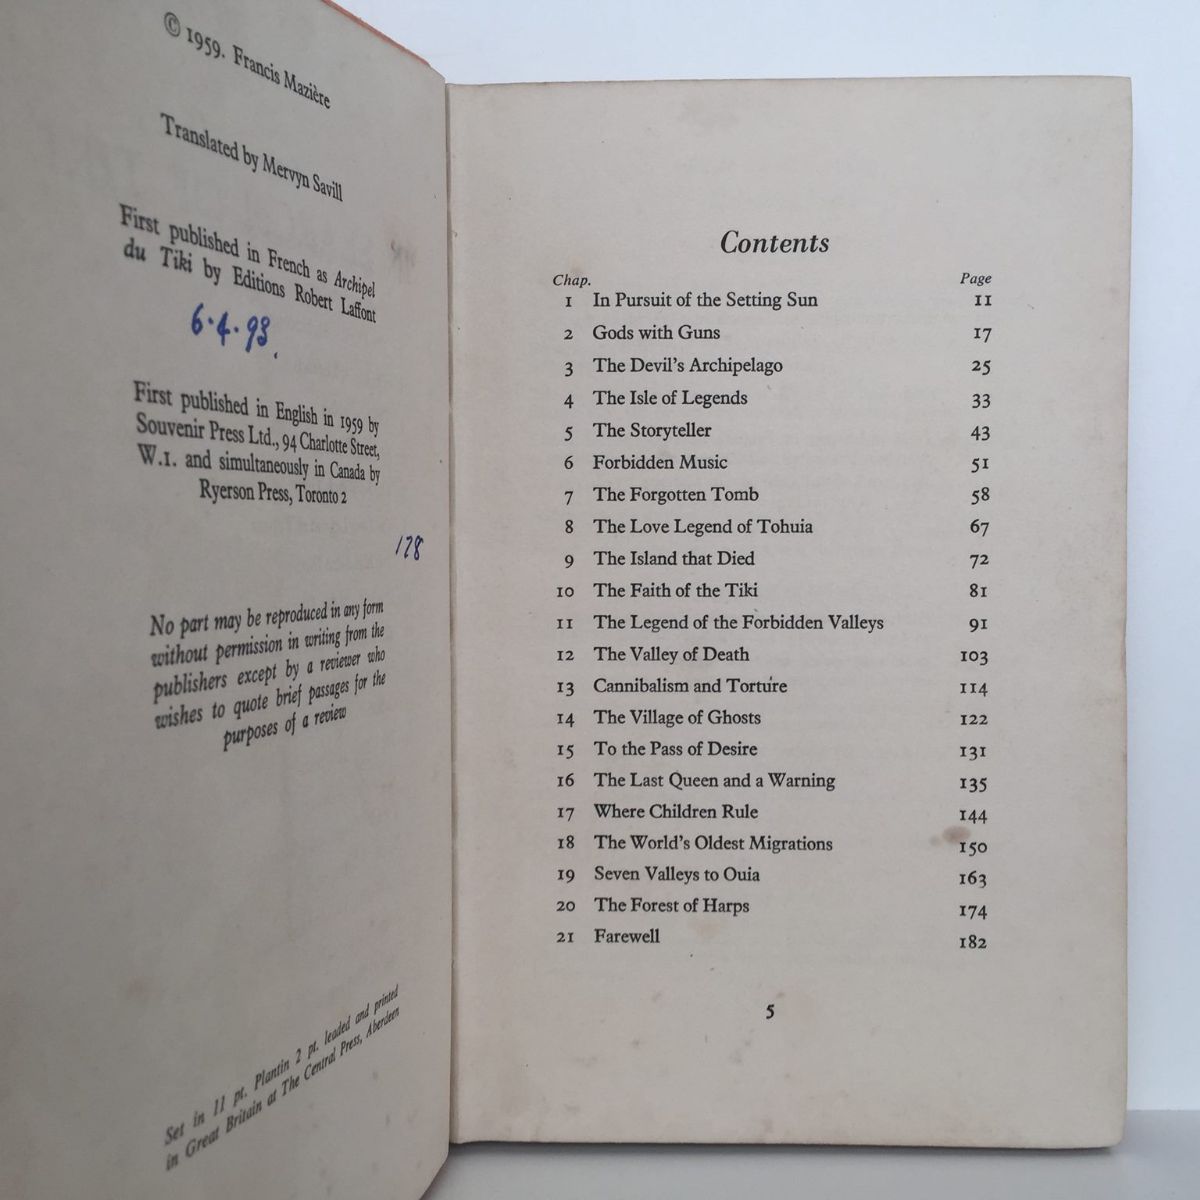 © 1959. Francis Mazière
Translated by Mervyn Savill
First published in French as Archipel
du Tiki by Editions Robert Laffont
6.4.93.
First published in English in 1959 by
Souvenir Press Ltd., 94 Charlotte Street,
W.1. and simultaneously in Canada by
Ryerson Press, Toronto 2
178
No part may be reproduced in any form
without permission in writing from the
publishers except by a reviewer who
wishes to quote brief passages for the
purposes of a review
Set in 11 pt. Plantin 2 pt. leaded and printed
in Great Britain at The Central Press, Aberdeen
Contents
Chap. Page
1 In Pursuit of the Setting Sun 11
2 Gods with Guns 17
3 The Devil's Archipelago 25
4 The Isle of Legends 33
5 The Storyteller 43
6 Forbidden Music 51
7 The Forgotten Tomb 58
8 The Love Legend of Tohuia 67
9 The Island that Died 72
10 The Faith of the Tiki 81
11 The Legend of the Forbidden Valleys 91
12 The Valley of Death 103
13 Cannibalism and Torture 114
14 The Village of Ghosts 122
15 To the Pass of Desire 131
16 The Last Queen and a Warning 135
17 Where Children Rule 144
18 The World's Oldest Migrations 150
19 Seven Valleys to Ouia 163
20 The Forest of Harps 174
21 Farewell 182
5